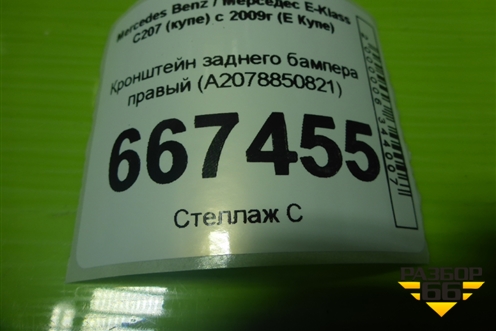 Mercedes Benz / Мерседес E-Klass
C207 (купе) с 2009г (Е Купе)
Кронштейн заднего бампера
правый (A2078850821)
667455
Стеллаж С
РАЗБОР
66